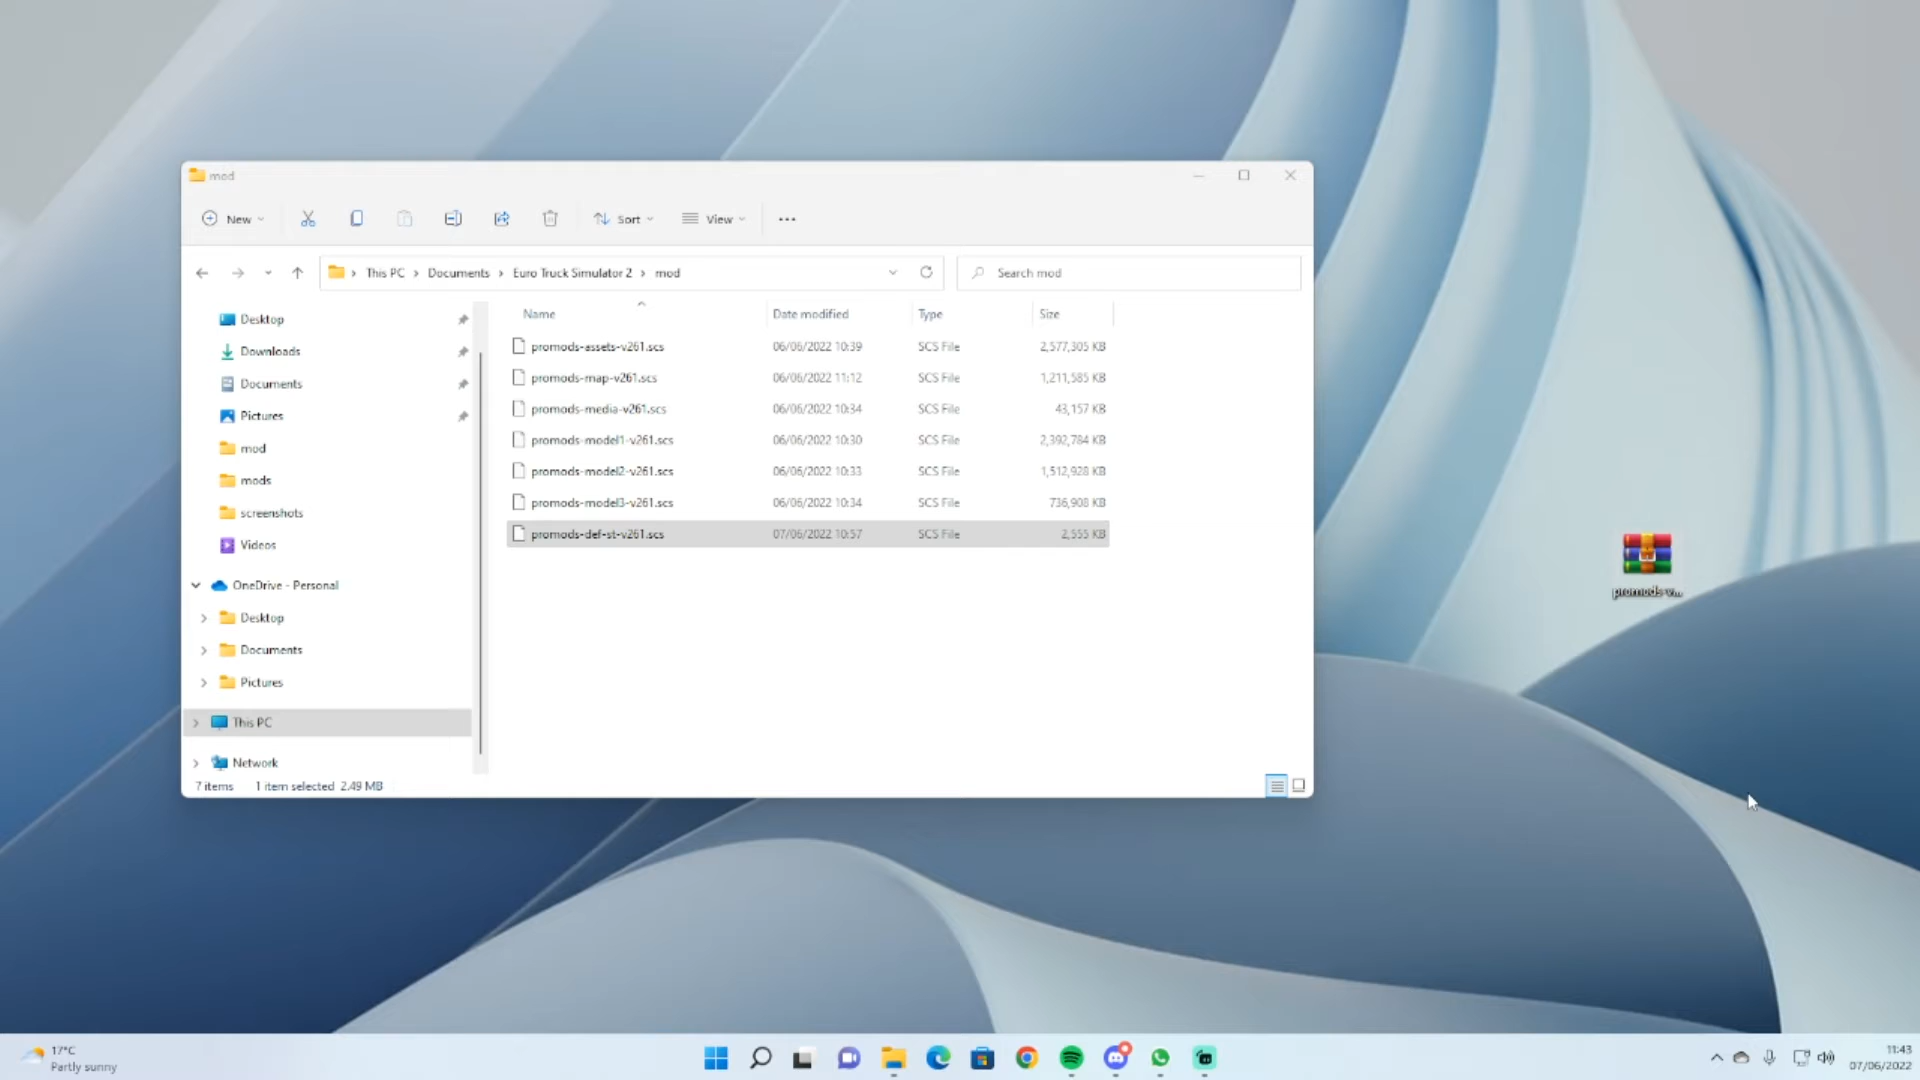 mod
New
Sort
View
This PC
Documents
Euro Truck Simulator 2
mod
Search mod
Desktop
Downloads
Documents
Pictures
mod
mods
screenshots
Videos
OneDrive - Personal
Desktop
Documents
Pictures
This PC
Network
Name Date modified Type Size
promods-assets-v261.scs 06/06/2022 10:39 SCS File 2,577,305 KB
promods-map-v261.scs 06/06/2022 11:12 SCS File 1,211,585 KB
promods-media-v261.scs 06/06/2022 10:34 SCS File 43,157 KB
promods-model1-v261.scs 06/06/2022 10:30 SCS File 2,392,784 KB
promods-model2-v261.scs 06/06/2022 10:33 SCS File 1,512,928 KB
promods-model3-v261.scs 06/06/2022 10:34 SCS File 736,908 KB
promods-def-st-v261.scs 07/06/2022 10:57 SCS File 2,555 KB
7 items 1 item selected 2.49 MB
promods-v...
17°C
Partly sunny
11:43
07/06/2022